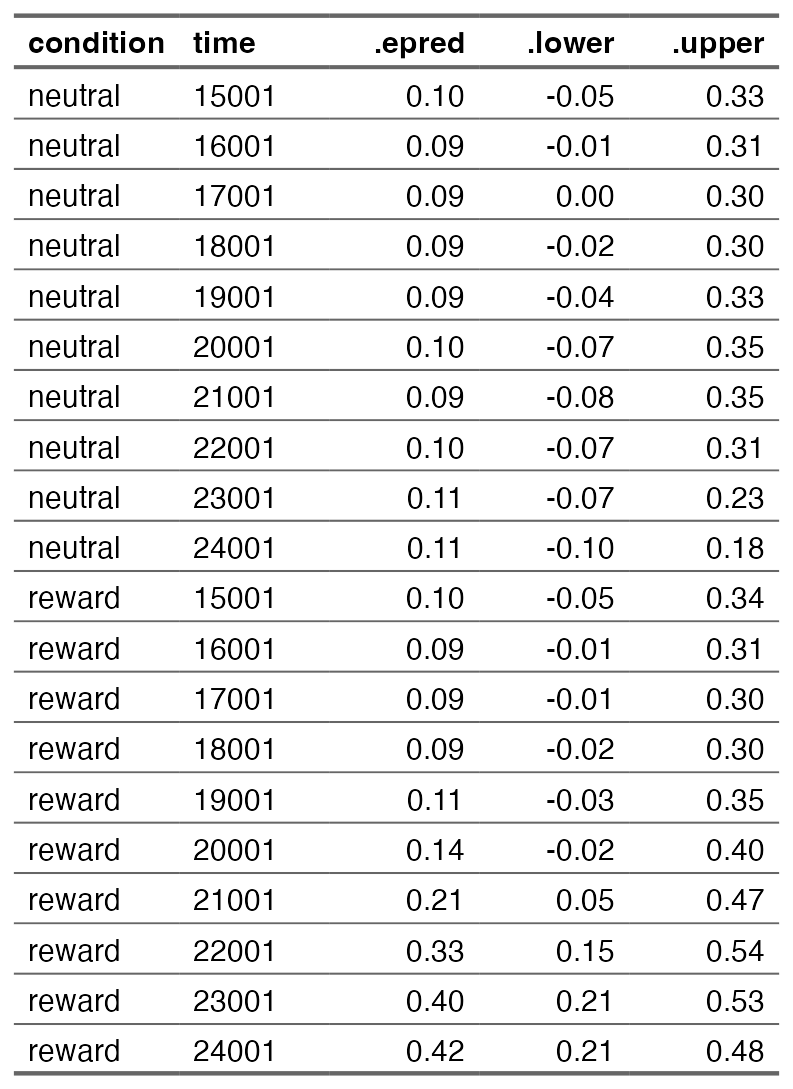 condition time .epred .lower .upper
neutral 15001 0.10 -0.05 0.33
neutral 16001 0.09 -0.01 0.31
neutral 17001 0.09 0.00 0.30
neutral 18001 0.09 -0.02 0.30
neutral 19001 0.09 -0.04 0.33
neutral 20001 0.10 -0.07 0.35
neutral 21001 0.09 -0.08 0.35
neutral 22001 0.10 -0.07 0.31
neutral 23001 0.11 -0.07 0.23
neutral 24001 0.11 -0.10 0.18
reward 15001 0.10 -0.05 0.34
reward 16001 0.09 -0.01 0.31
reward 17001 0.09 -0.01 0.30
reward 18001 0.09 -0.02 0.30
reward 19001 0.11 -0.03 0.35
reward 20001 0.14 -0.02 0.40
reward 21001 0.21 0.05 0.47
reward 22001 0.33 0.15 0.54
reward 23001 0.40 0.21 0.53
reward 24001 0.42 0.21 0.48